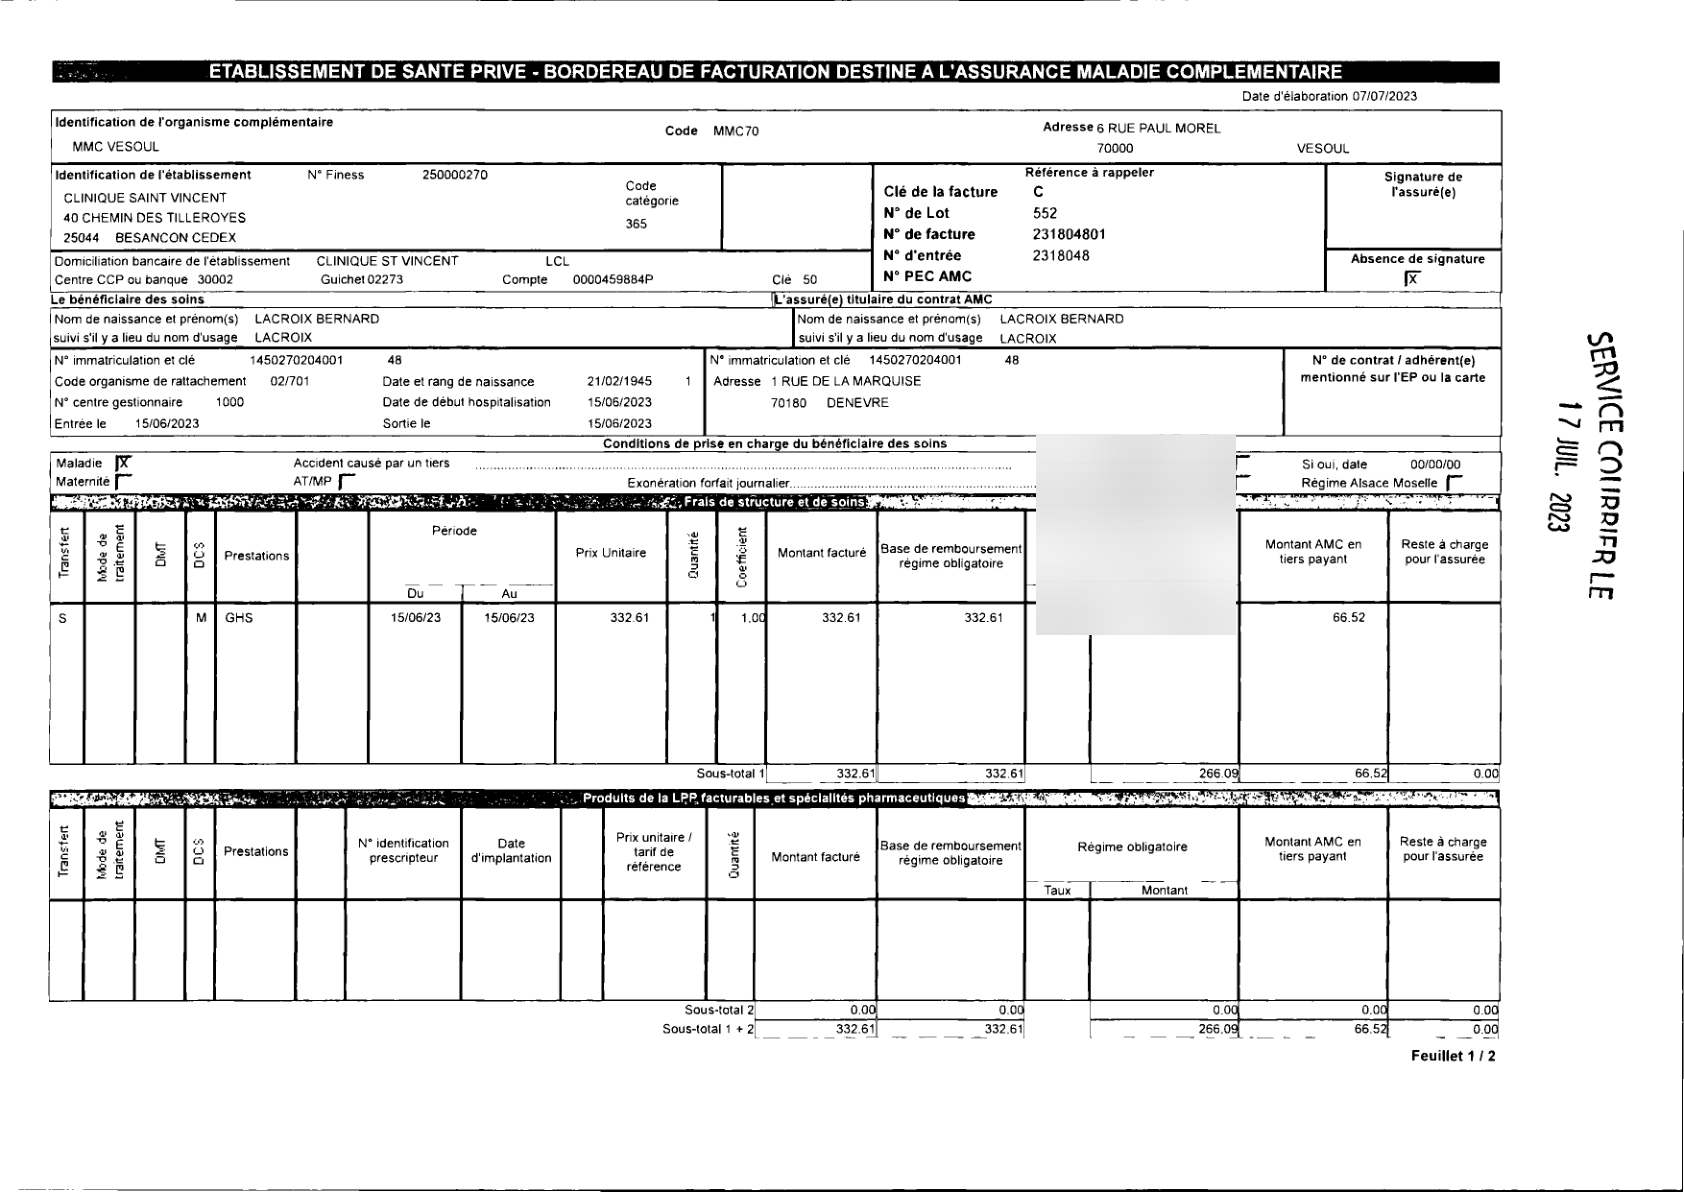 ETABLISSEMENT DE SANTE PRIVE - BORDEREAU DE FACTURATION DESTINE A L'ASSURANCE MALADIE COMPLEMENTAIRE
Date d'élaboration 07/07/2023
Identification de l'organisme complémentaire
MMC VESOUL
Code MMC70
Adresse 6 RUE PAUL MOREL
70000 VESOUL
Identification de l'établissement N° Finess 250000270
CLINIQUE SAINT VINCENT
40 CHEMIN DES TILLEROYES
25044 BESANCON CEDEX
Code
catégorie
365
Référence à rappeler
Clé de la facture C
N° de Lot 552
N° de facture 231804801
N° d'entrée 2318048
N° PEC AMC
Signature de
l'assuré(e)
Absence de signature
X
Domiciliation bancaire de l'établissement CLINIQUE ST VINCENT LCL
Centre CCP ou banque 30002 Guichet 02273 Compte 0000459884P Clé 50
Le bénéficiaire des soins
L'assuré(e) titulaire du contrat AMC
Nom de naissance et prénom(s) LACROIX BERNARD
suivi s'il y a lieu du nom d'usage LACROIX
Nom de naissance et prénom(s) LACROIX BERNARD
suivi s'il y a lieu du nom d'usage LACROIX
N° immatriculation et clé 1450270204001 48
Code organisme de rattachement 02/701 Date et rang de naissance 21/02/1945 1
N° centre gestionnaire 1000 Date de début hospitalisation 15/06/2023
Entrée le 15/06/2023 Sortie le 15/06/2023
N° immatriculation et clé 1450270204001 48
Adresse 1 RUE DE LA MARQUISE
70180 DENEVRE
N° de contrat / adhérent(e)
mentionné sur l'EP ou la carte
Conditions de prise en charge du bénéficiaire des soins
Maladie X Accident causé par un tiers Si oui, date 00/00/00
Maternité AT/MP Exonération forfait journalier Régime Alsace Moselle
Frais de structure et de soins
Transfert
Mode de
traitement
DMT
DCS
Prestations
Période
Du Au
Prix Unitaire
Quantité
Coefficient
Montant facturé
Base de remboursement
régime obligatoire
Montant AMC en
tiers payant
Reste à charge
pour l'assurée
S M GHS 15/06/23 15/06/23 332.61 1 1.00 332.61 332.61 66.52
Sous-total 1 332.61 332.61 266.09 66.52 0.00
Produits de la LPP facturables et spécialités pharmaceutiques
Transfert
Mode de
traitement
DMT
DCS
Prestations
N° identification
prescripteur
Date
d'implantation
Prix unitaire /
tarif de
référence
Quantité
Montant facturé
Base de remboursement
régime obligatoire
Régime obligatoire
Taux Montant
Montant AMC en
tiers payant
Reste à charge
pour l'assurée
Sous-total 2 0.00 0.00 0.00 0.00 0.00
Sous-total 1 + 2 332.61 332.61 266.09 66.52 0.00
Feuillet 1 / 2
SERVICE COURRIER LE
17 JUIL. 2023